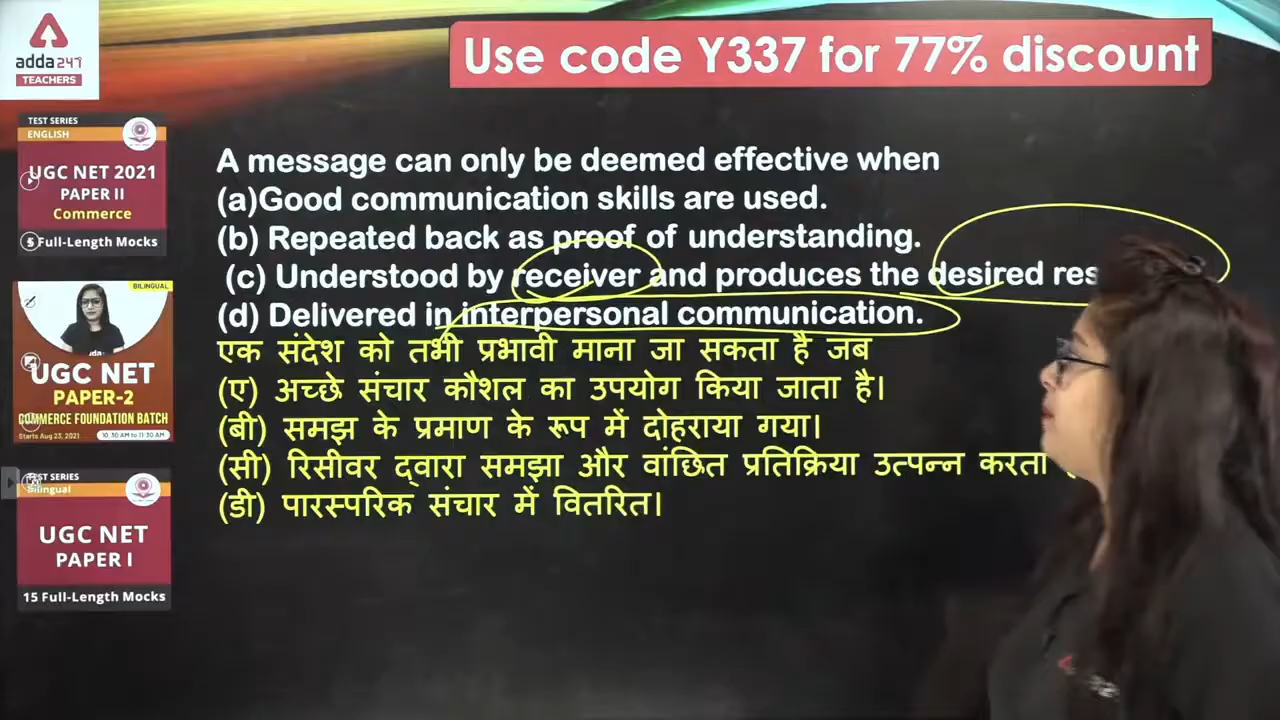 adda247
TEACHERS
Use code Y337 for 77% discount
TEST SERIES
ENGLISH
UGC NET 2021
PAPER II
Commerce
5 Full-Length Mocks
BILINGUAL
UGC NET
PAPER-2
COMMERCE FOUNDATION BATCH
Starts Aug 23, 2021
10:30 AM to 11:30 AM
TEST SERIES
Bilingual
UGC NET
PAPER I
15 Full-Length Mocks
A message can only be deemed effective when
(a)Good communication skills are used.
(b) Repeated back as proof of understanding.
(c) Understood by receiver and produces the desired res
(d) Delivered in interpersonal communication.
एक संदेश को तभी प्रभावी माना जा सकता है जब
(ए) अच्छे संचार कौशल का उपयोग किया जाता है।
(बी) समझ के प्रमाण के रूप में दोहराया गया।
(सी) रिसीवर द्वारा समझा और वांछित प्रतिक्रिया उत्पन्न करता
(डी) पारस्परिक संचार में वितरित।